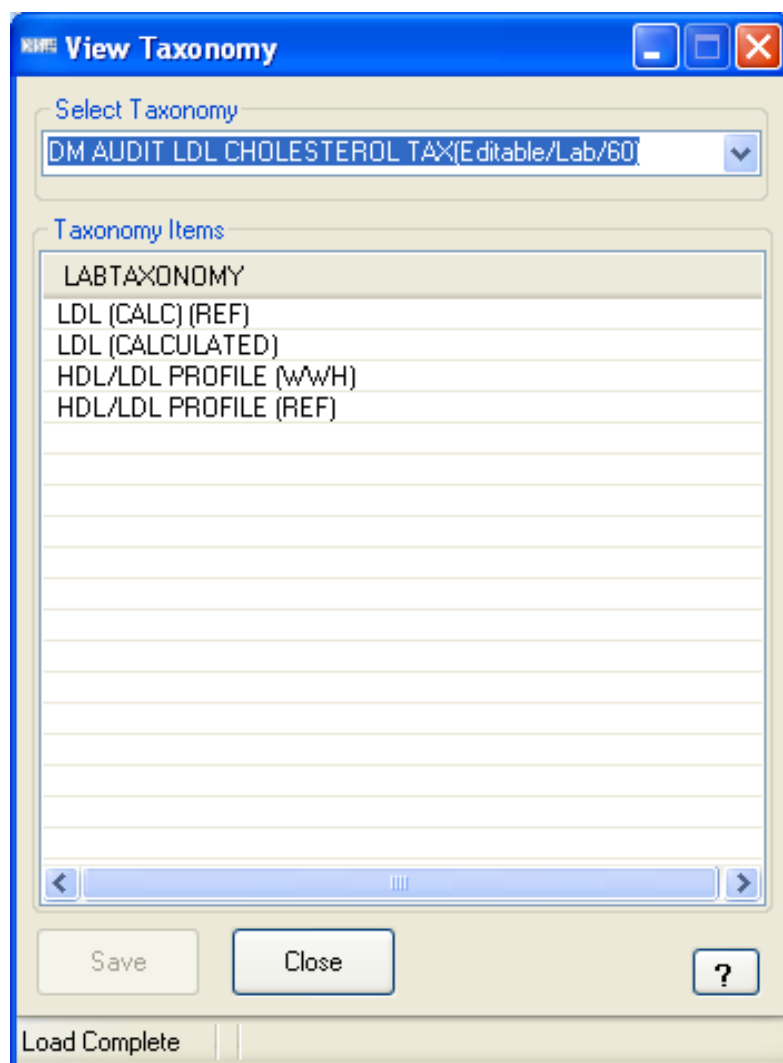 View Taxonomy
Select Taxonomy
DM AUDIT LDL CHOLESTEROL TAX(Editable/Lab/60)
Taxonomy Items
LABTAXONOMY
LDL (CALC) (REF)
LDL (CALCULATED)
HDL/LDL PROFILE (WWH)
HDL/LDL PROFILE (REF)
Save
Close
?
Load Complete